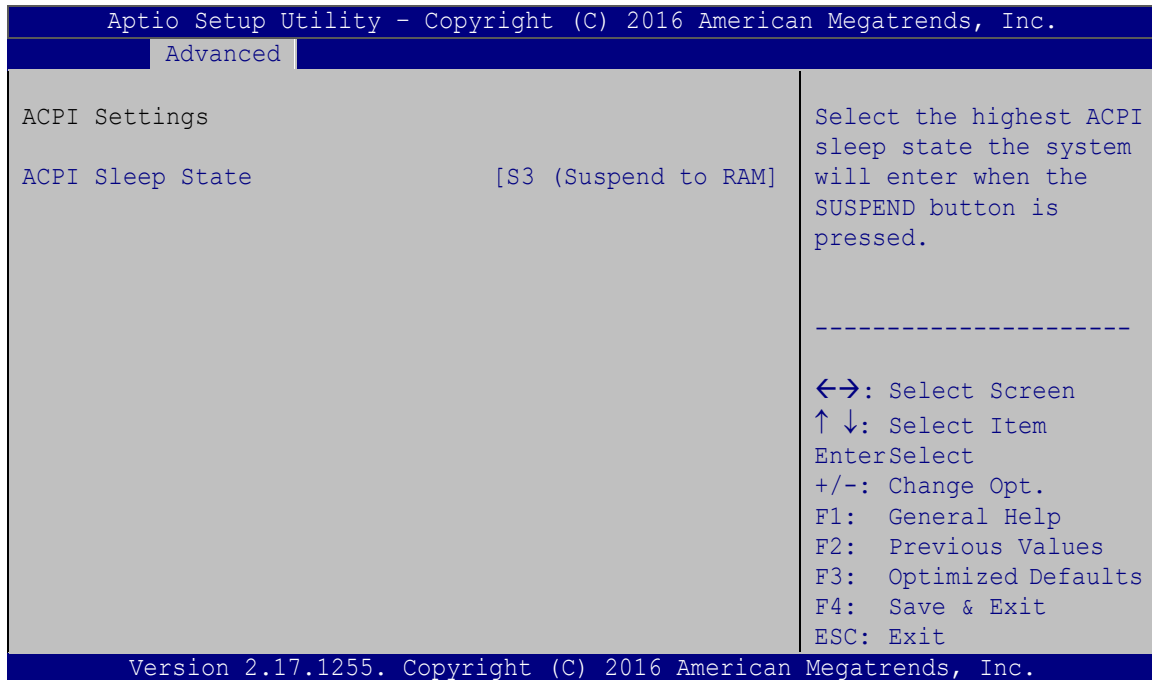 Aptio Setup Utility – Copyright (C) 2016 American Megatrends, Inc.
Advanced
ACPI Settings
ACPI Sleep State [S3 (Suspend to RAM]
Select the highest ACPI
sleep state the system
will enter when the
SUSPEND button is
pressed.
----------------------
←→: Select Screen
↑ ↓: Select Item
EnterSelect
+/-: Change Opt.
F1: General Help
F2: Previous Values
F3: Optimized Defaults
F4: Save & Exit
ESC: Exit
Version 2.17.1255. Copyright (C) 2016 American Megatrends, Inc.